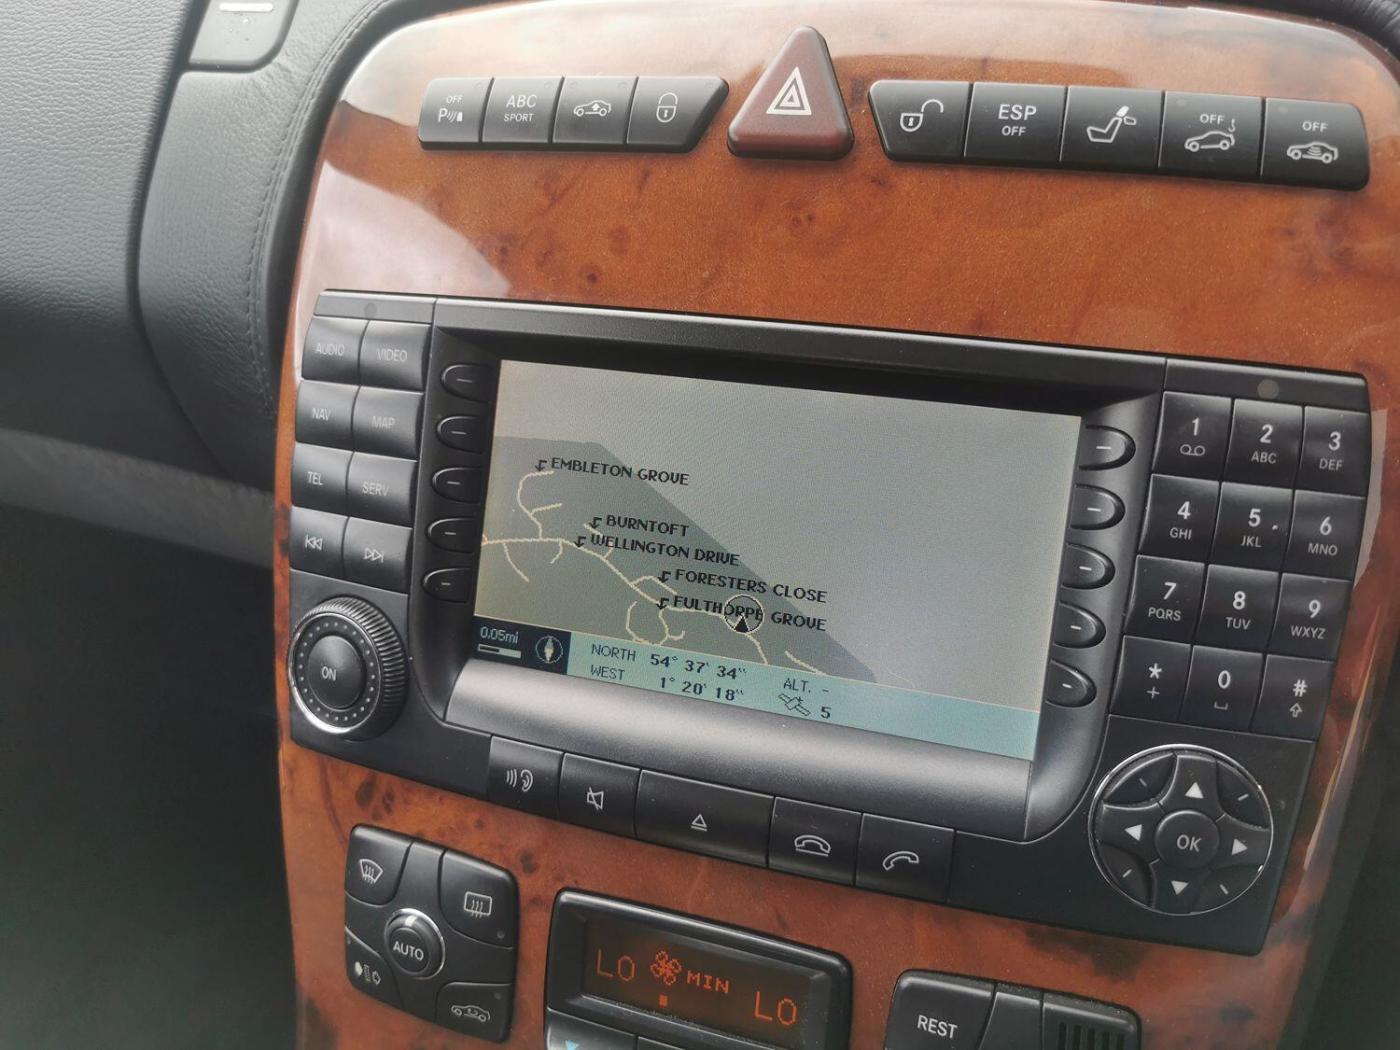 OFF
P
ABC
SPORT
ESP
OFF
OFF
OFF
AUDIO VIDEO
NAV MAP
TEL SERV
ON
EMBLETON GROVE
BURNTOFT
WELLINGTON DRIVE
FORESTERS CLOSE
FULTHORPE GROVE
0.05mi
NORTH 54° 37' 34"
WEST 1° 20' 18"
ALT. -
5
1
2 ABC
3 DEF
4 GHI
5 JKL
6 MNO
7 PQRS
8 TUV
9 WXYZ
* +
0
#
OK
AUTO
LO MIN LO
REST